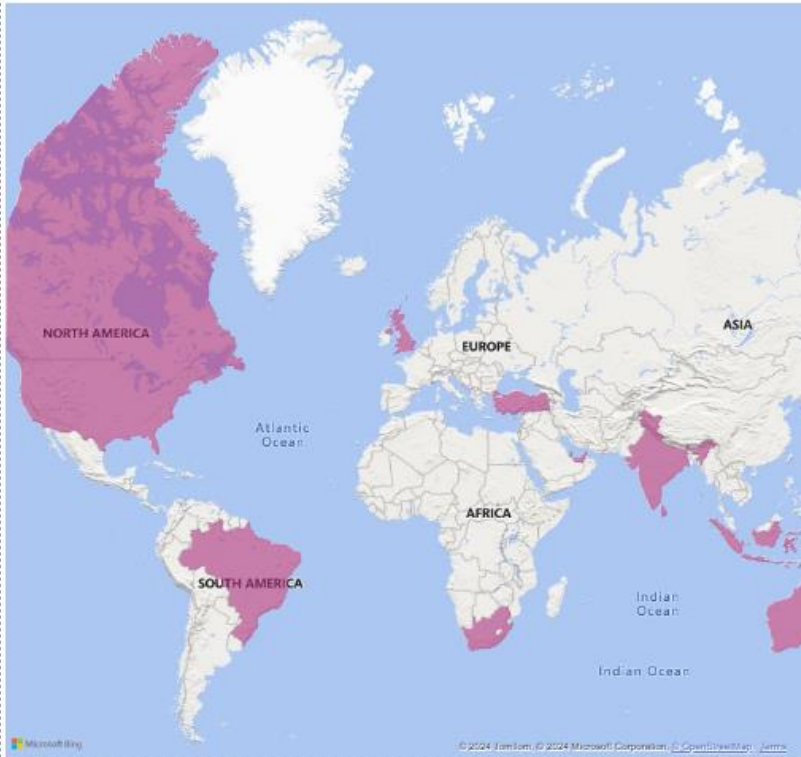 NORTH AMERICA
EUROPE
ASIA
Atlantic
Ocean
AFRICA
SOUTH AMERICA
Indian
Ocean
Indian Ocean
Microsoft Bing
© 2024 TomTom, © 2024 Microsoft Corporation, © OpenStreetMap Terms